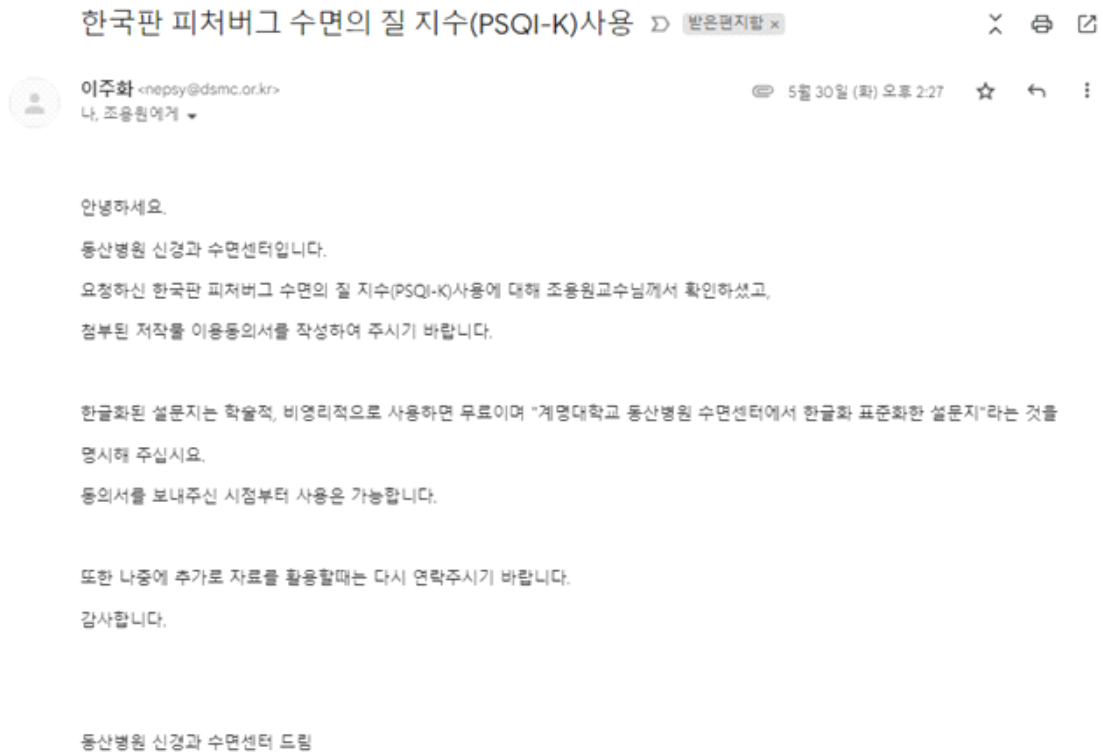 한국판 피처버그 수면의 질 지수(PSQI-K)사용 받은편지함 ×
이주화 <nepsy@dsmc.or.kr>
5월 30일 (화) 오후 2:27
나, 조용원에게
안녕하세요.
동산병원 신경과 수면센터입니다.
요청하신 한국판 피처버그 수면의 질 지수(PSQI-K)사용에 대해 조용원교수님께서 확인하셨고,
첨부된 저작물 이용동의서를 작성하여 주시기 바랍니다.
한글화된 설문지는 학술적, 비영리적으로 사용하면 무료이며 "계명대학교 동산병원 수면센터에서 한글화 표준화한 설문지"라는 것을
명시해 주십시요.
동의서를 보내주신 시점부터 사용은 가능합니다.
또한 나중에 추가로 자료를 활용할때는 다시 연락주시기 바랍니다.
감사합니다.
동산병원 신경과 수면센터 드림